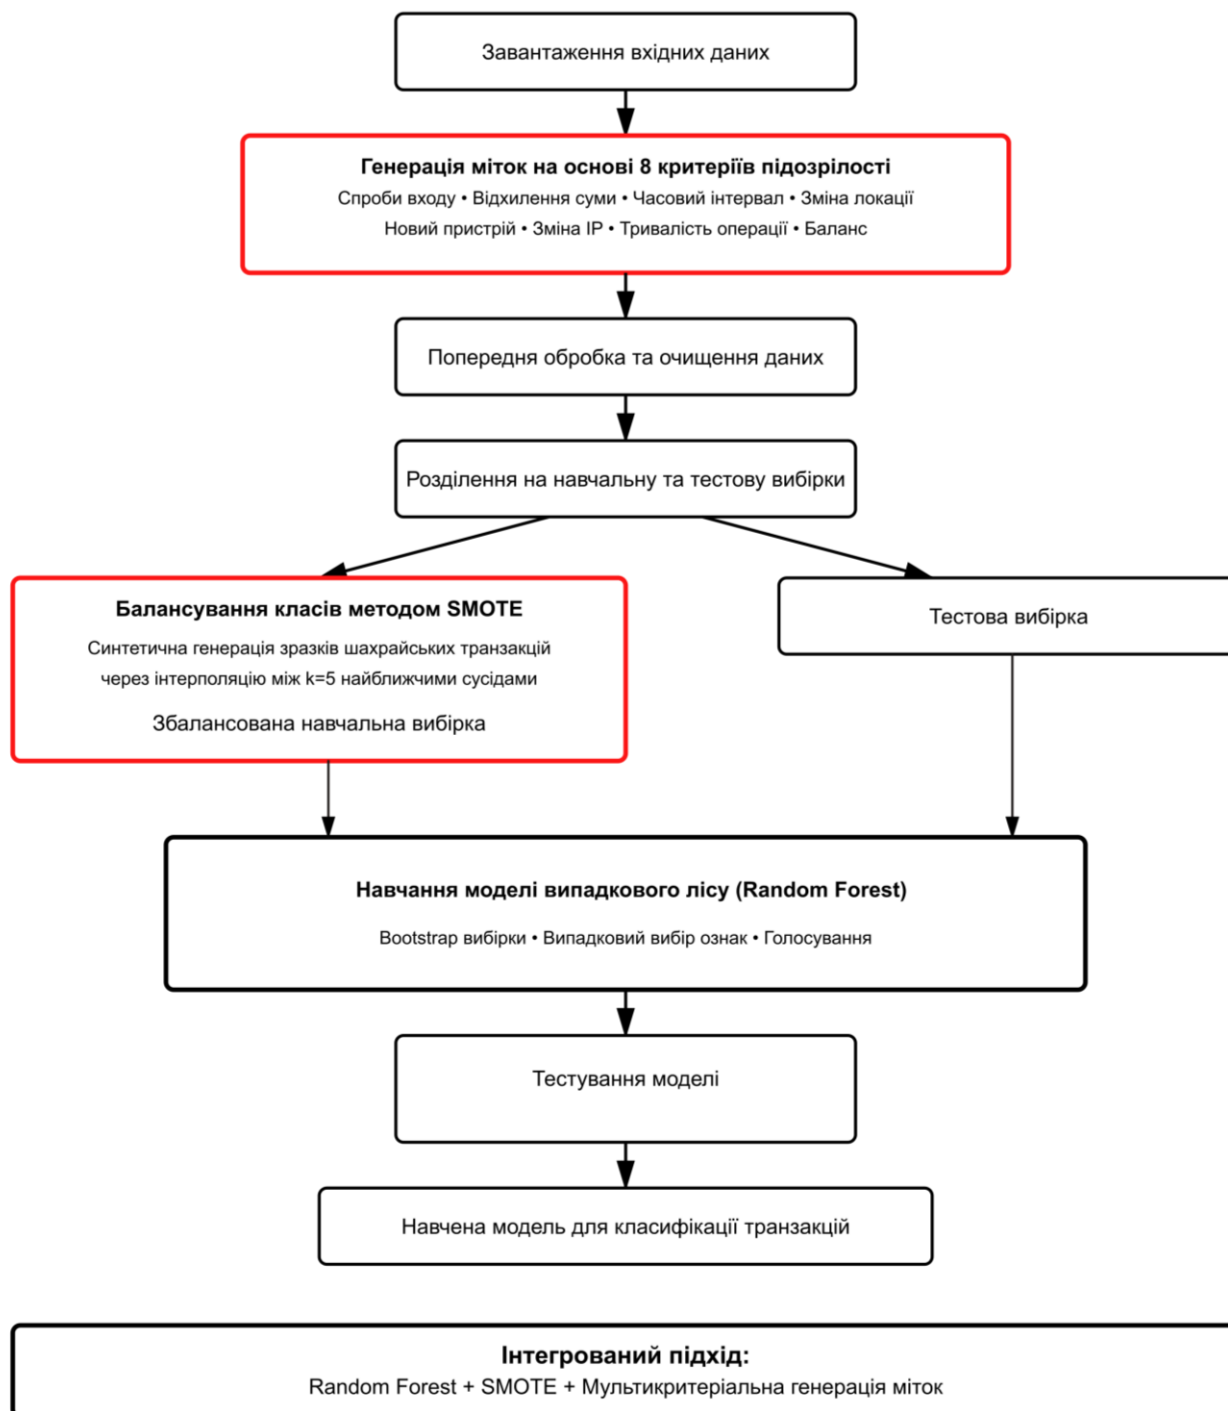 Завантаження вхідних даних
Генерація міток на основі 8 критеріїв підозрілості
Спроби входу • Відхилення суми • Часовий інтервал • Зміна локації
Новий пристрій • Зміна IP • Тривалість операції • Баланс
Попередня обробка та очищення даних
Розділення на навчальну та тестову вибірки
Балансування класів методом SMOTE
Синтетична генерація зразків шахрайських транзакцій
через інтерполяцію між k=5 найближчими сусідами
Збалансована навчальна вибірка
Тестова вибірка
Навчання моделі випадкового лісу (Random Forest)
Bootstrap вибірки • Випадковий вибір ознак • Голосування
Тестування моделі
Навчена модель для класифікації транзакцій
Інтегрований підхід:
Random Forest + SMOTE + Мультикритеріальна генерація міток